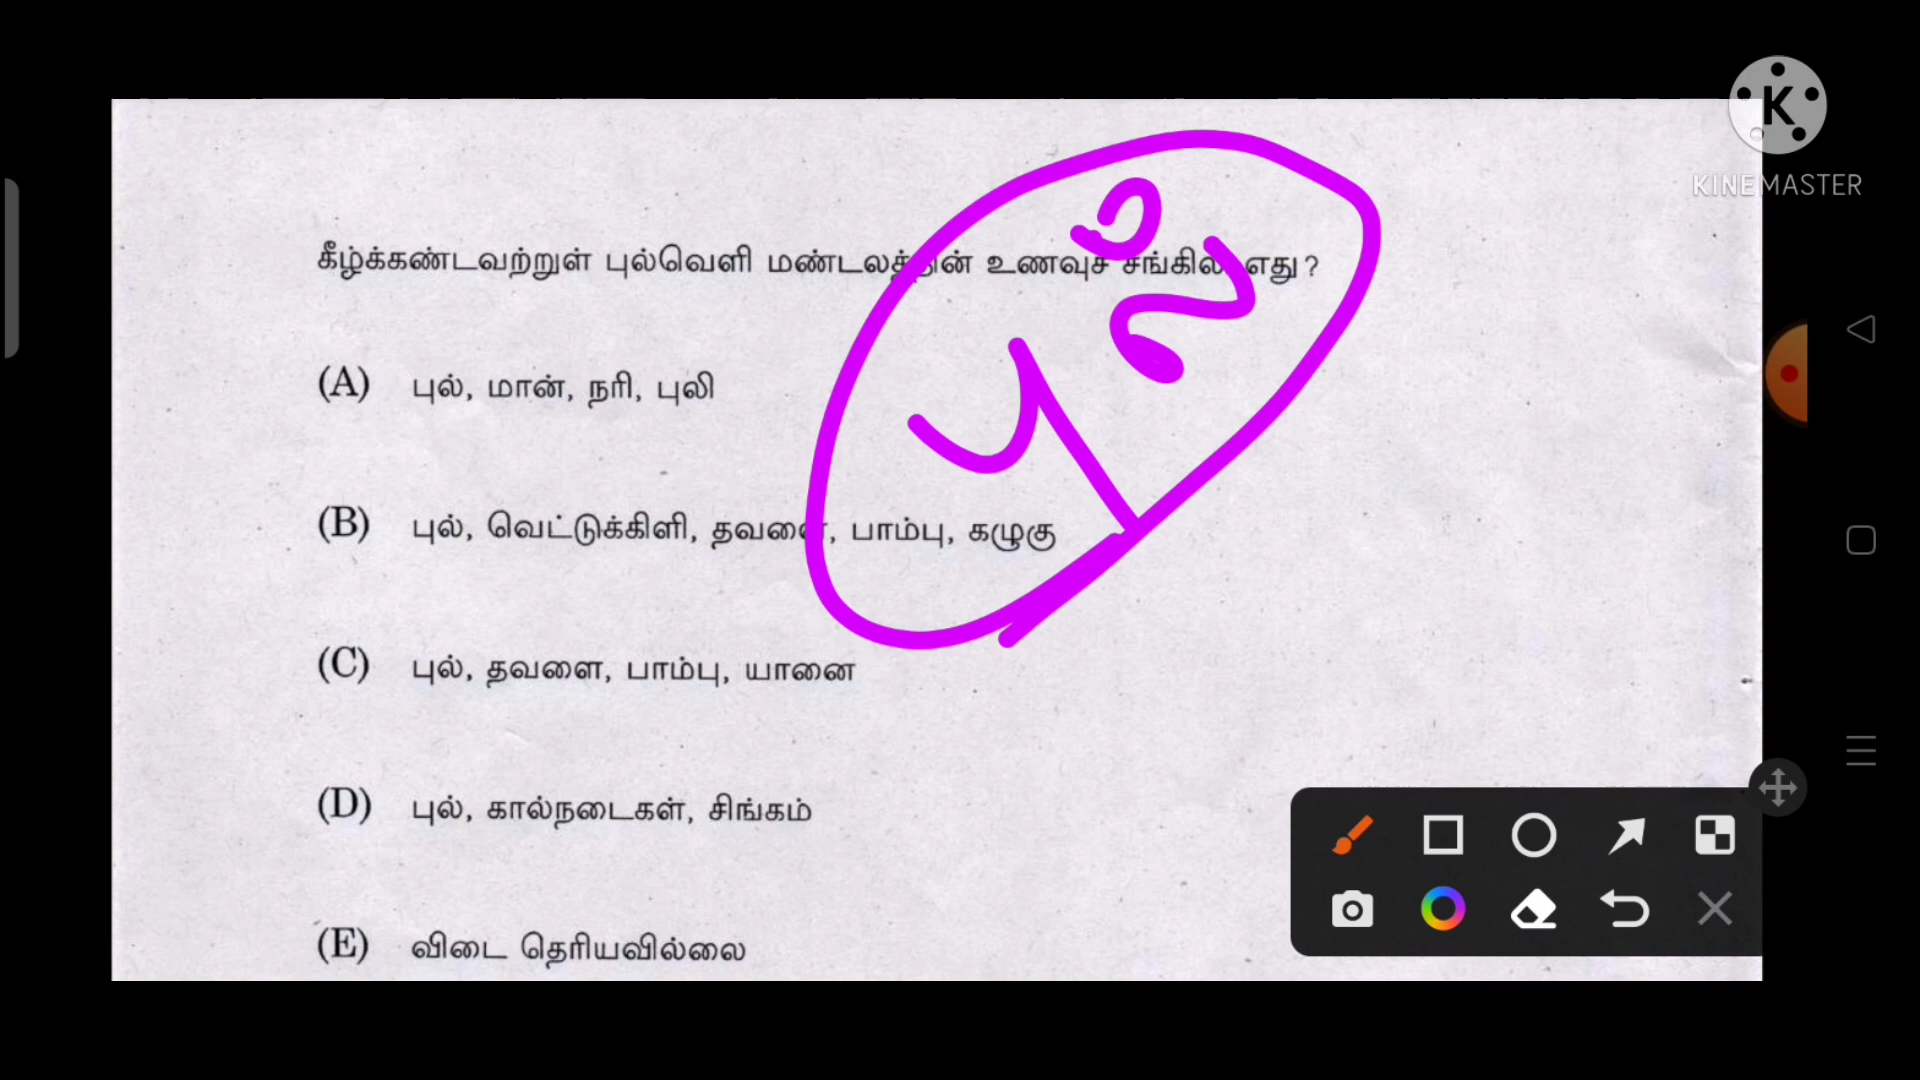 கீழ்க்கண்டவற்றுள் புல்வெளி மண்டலத்தின் உணவுச் சங்கிலி எது?
(A) புல், மான், நரி, புலி
(B) புல், வெட்டுக்கிளி, தவளை, பாம்பு, கழுகு
(C) புல், தவளை, பாம்பு, யானை
(D) புல், கால்நடைகள், சிங்கம்
(E) விடை தெரியவில்லை
K
KINEMASTER